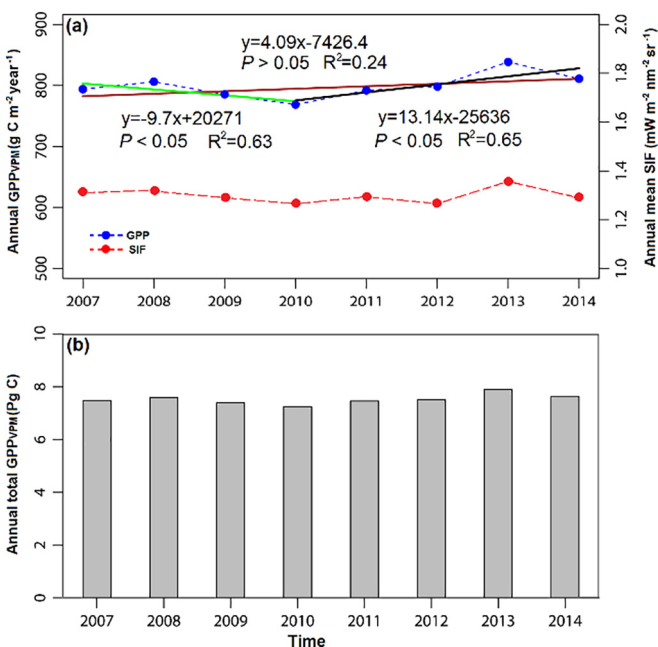 (a)
900
800
700
600
500
Annual GPPVPM(g C m⁻² year⁻¹)
2.0
1.8
1.6
1.4
1.2
1.0
Annual mean SIF (mW m⁻² nm⁻² sr⁻¹)
y=4.09x-7426.4
P > 0.05 R²=0.24
y=-9.7x+20271
P < 0.05 R²=0.63
y=13.14x-25636
P < 0.05 R²=0.65
GPP
SIF
2007 2008 2009 2010 2011 2012 2013 2014
(b)
10
8
6
4
2
0
Annual total GPPVPM(Pg C)
2007 2008 2009 2010 2011 2012 2013 2014
Time